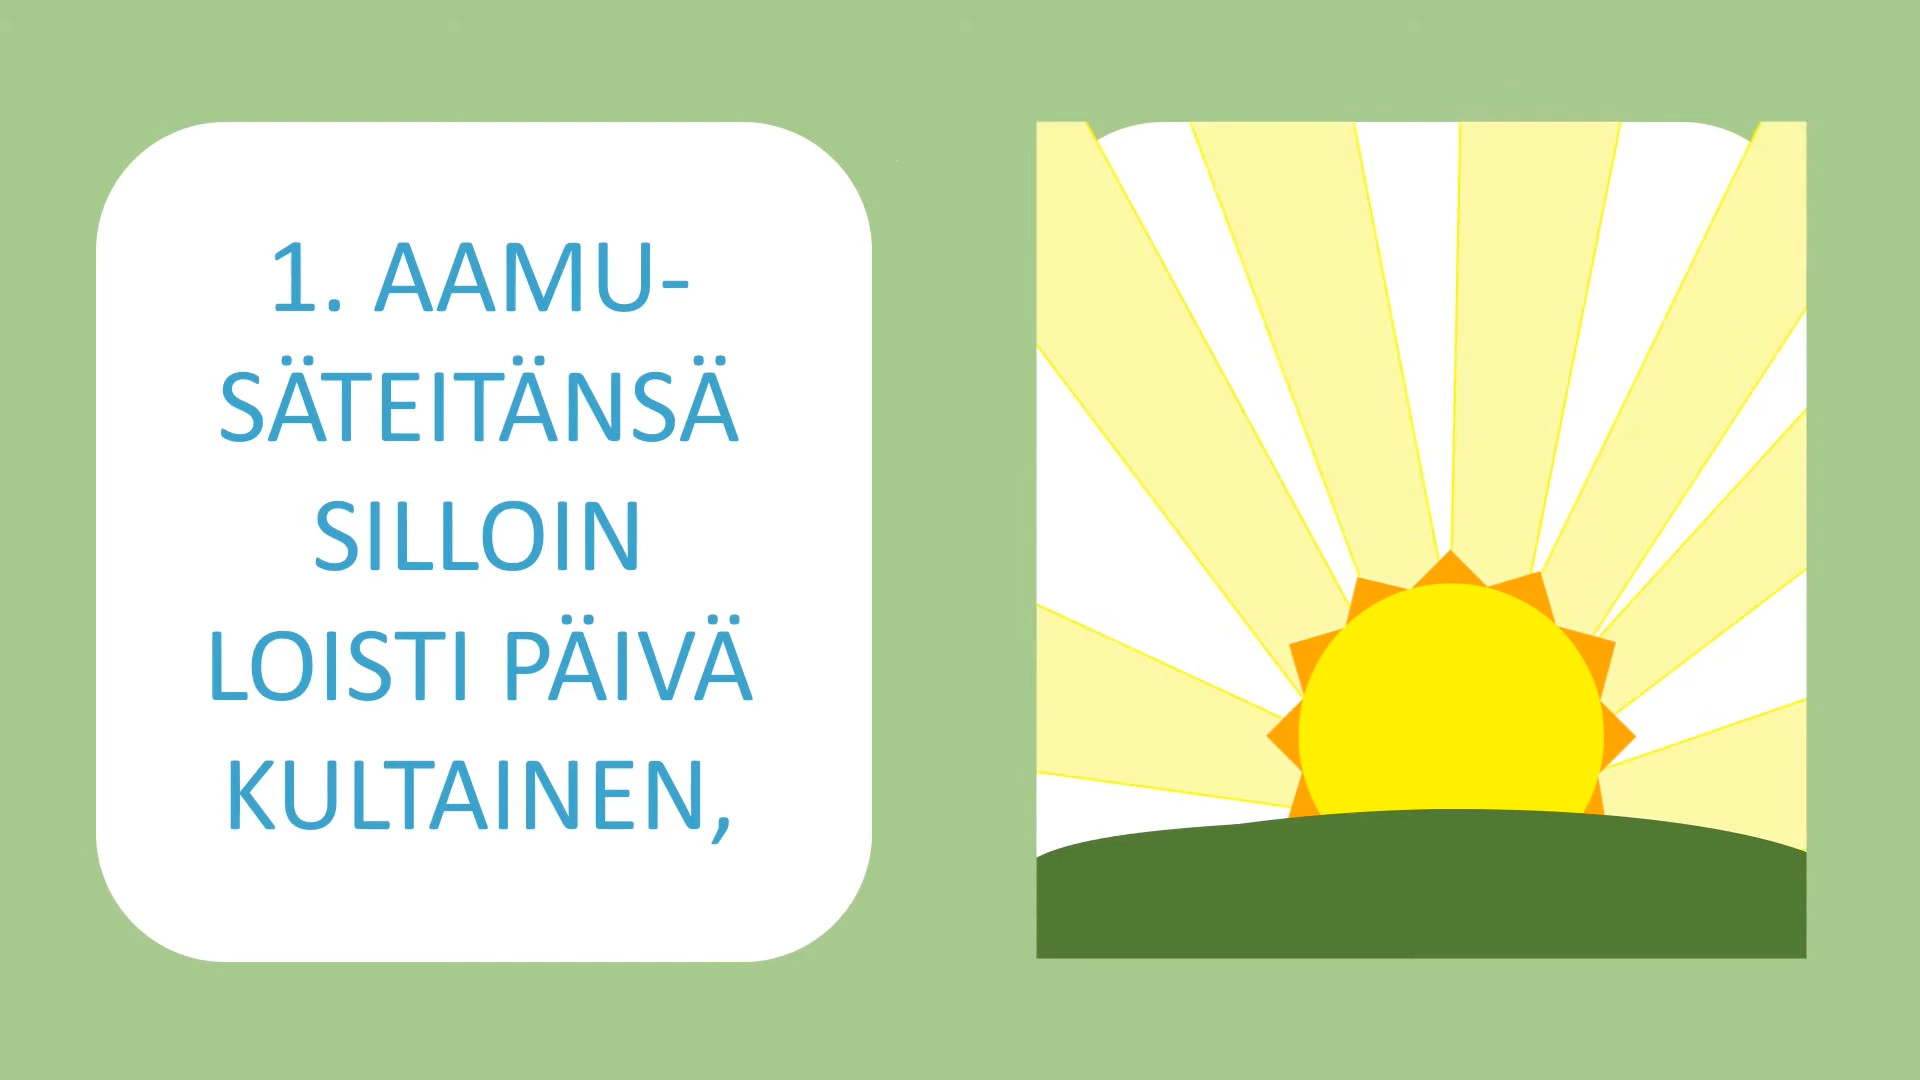 1. AAMU-
SÄTEITÄNSÄ
SILLOIN
LOISTI PÄIVÄ
KULTAINEN,